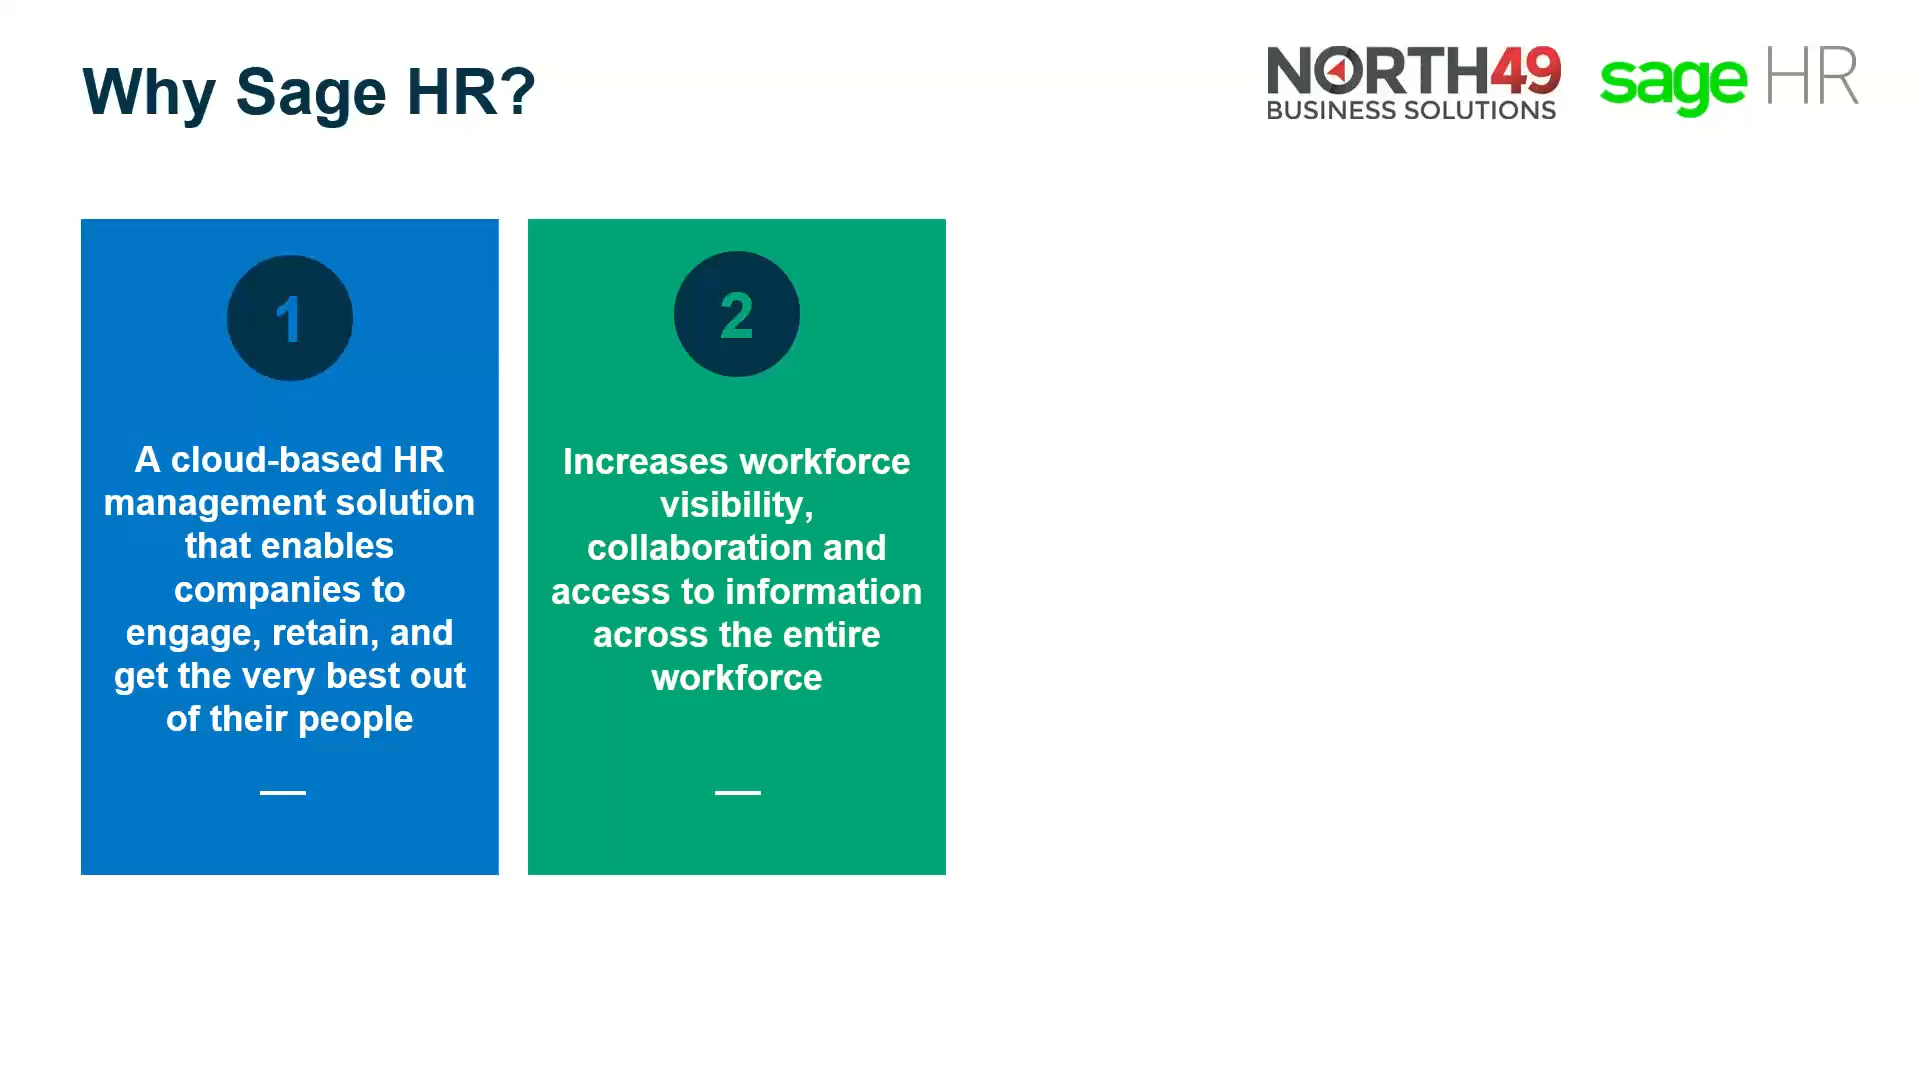 Why Sage HR?
NORTH49
BUSINESS SOLUTIONS
sage HR
1
A cloud-based HR
management solution
that enables
companies to
engage, retain, and
get the very best out
of their people
2
Increases workforce
visibility,
collaboration and
access to information
across the entire
workforce